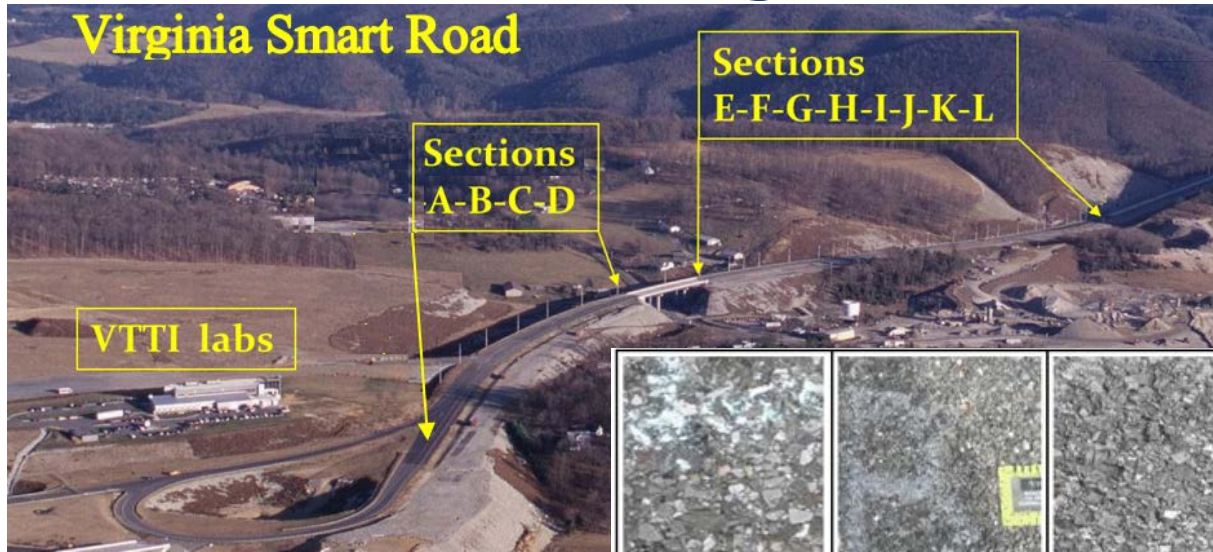 Virginia Smart Road
Sections
E-F-G-H-I-J-K-L
Sections
A-B-C-D
VTTI labs